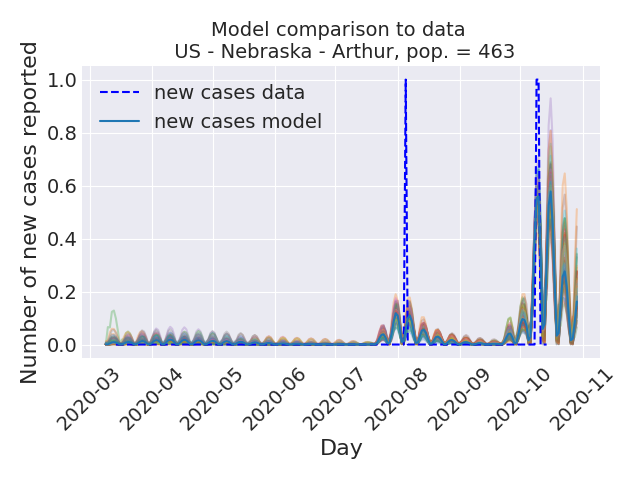 Model comparison to data
US - Nebraska - Arthur, pop. = 463
Number of new cases reported
1.0
0.8
0.6
0.4
0.2
0.0
new cases data
new cases model
2020-03
2020-04
2020-05
2020-06
2020-07
2020-08
2020-09
2020-10
2020-11
Day